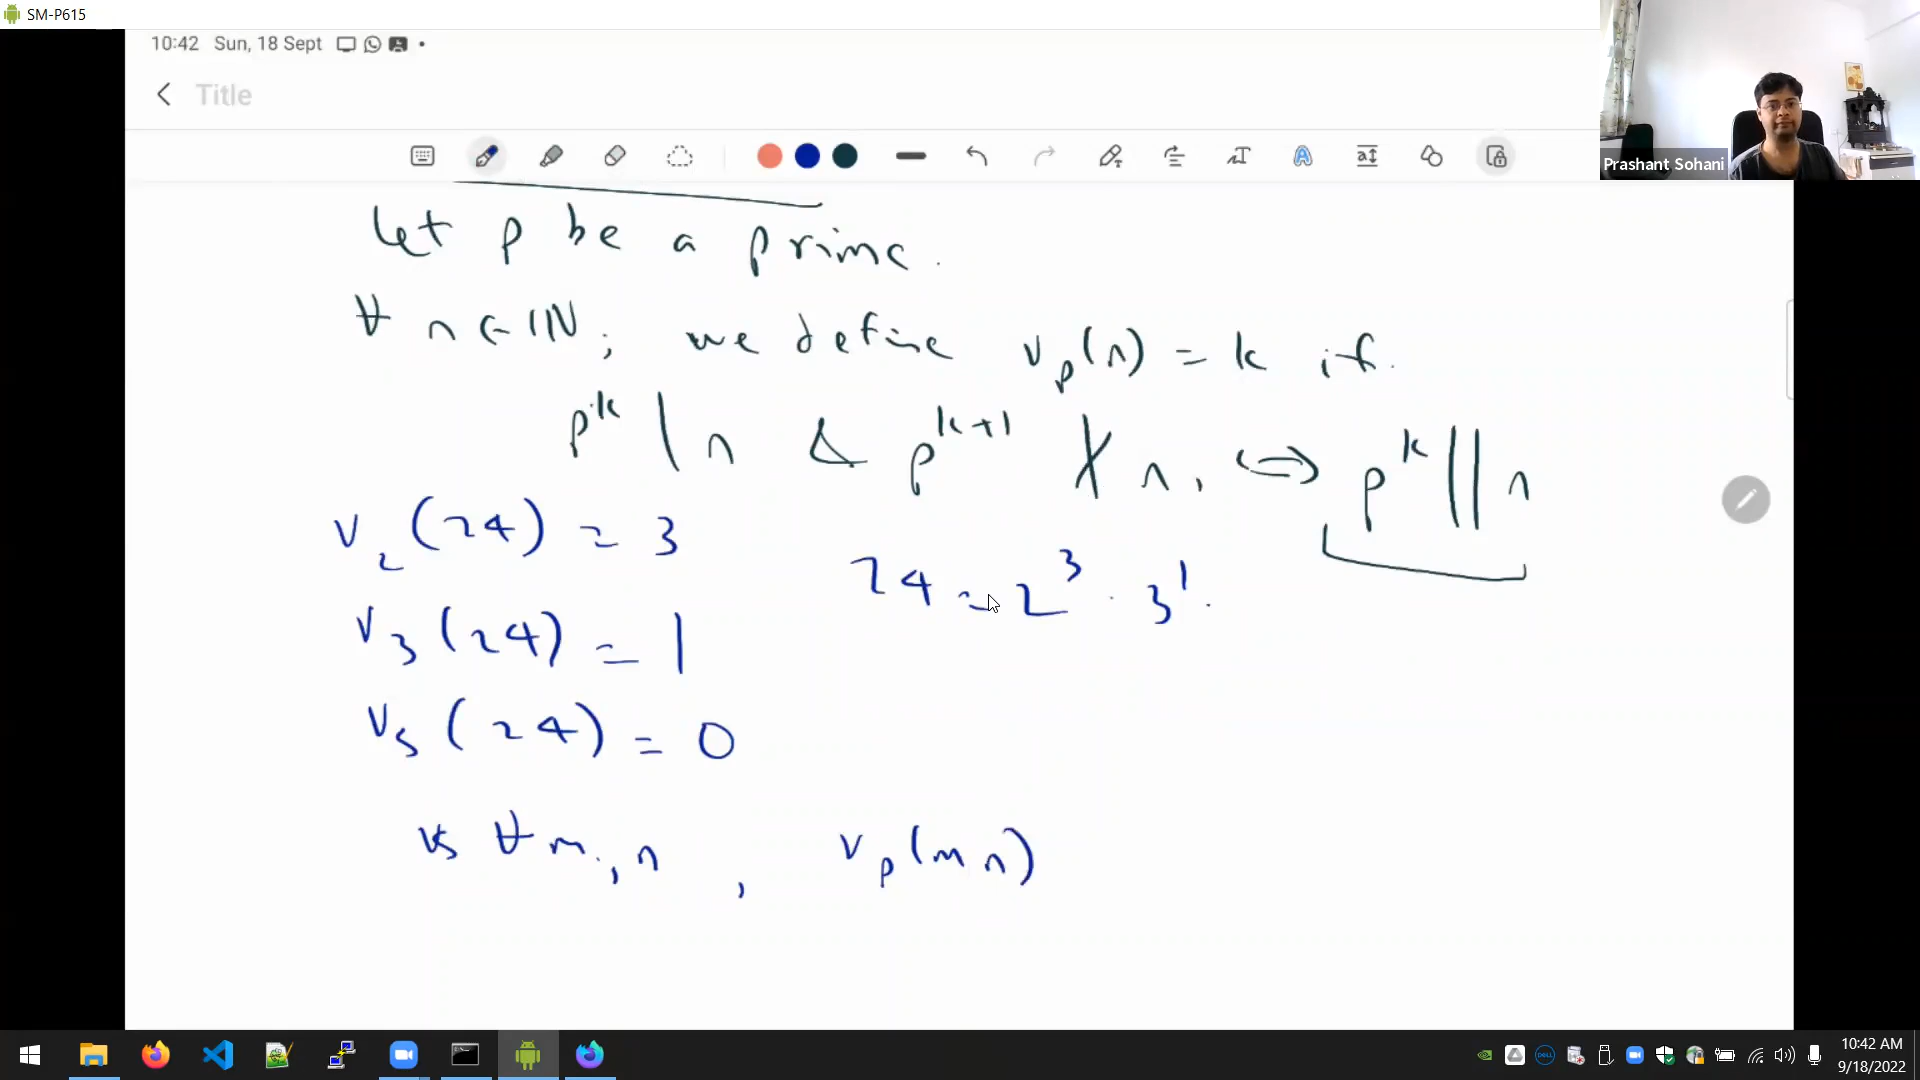 SM-P615
10:42 Sun, 18 Sept
Title
Prashant Sohani
Let p be a prime.
∀ n ∈ ℕ, we define v_p(n) = k if.
p^k | n & p^{k+1} ∤ n, ⇔ p^k || n
v_2(24) = 3
24 = 2^3 · 3^1.
v_3(24) = 1
v_5(24) = 0
∀ m, n, v_p(mn)
10:42 AM
9/18/2022